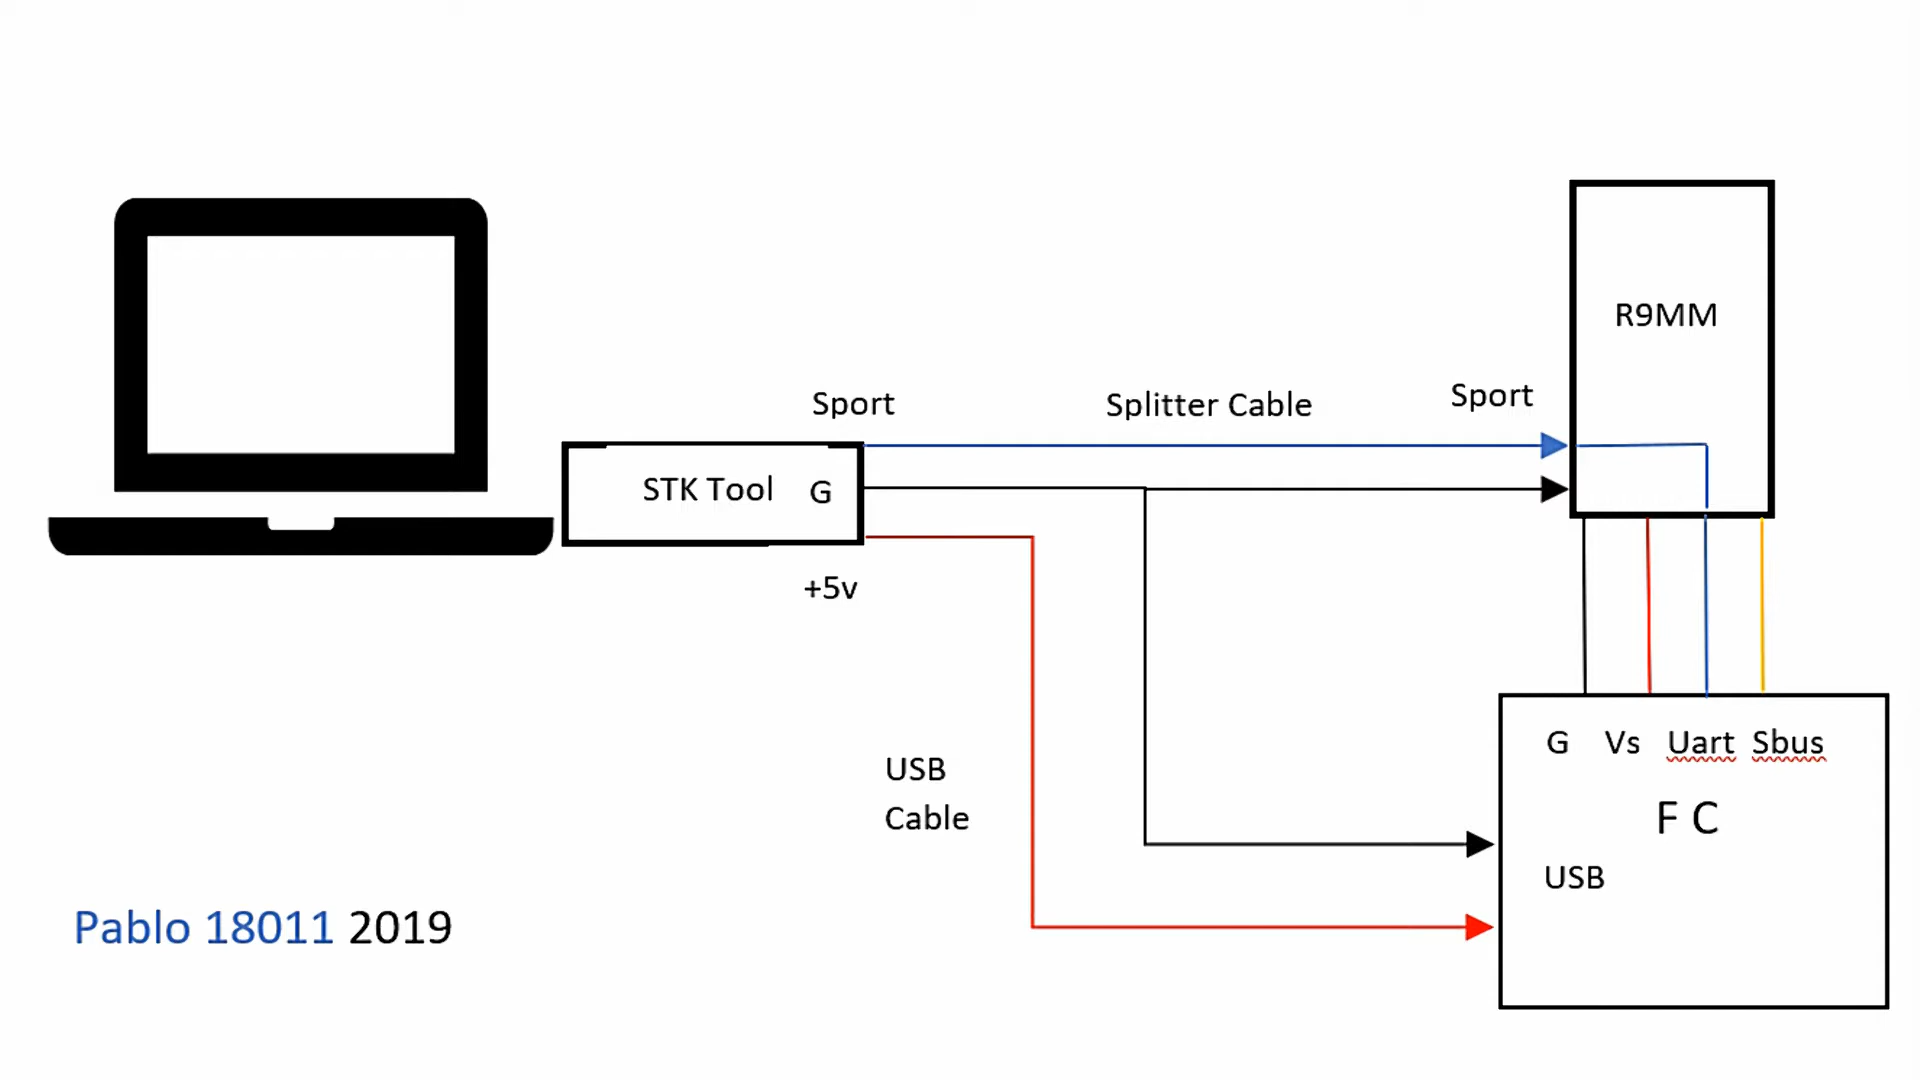 R9MM
Sport
Splitter Cable
Sport
STK Tool
G
+5v
G Vs Uart Sbus
F C
USB
Cable
USB
Pablo 18011 2019